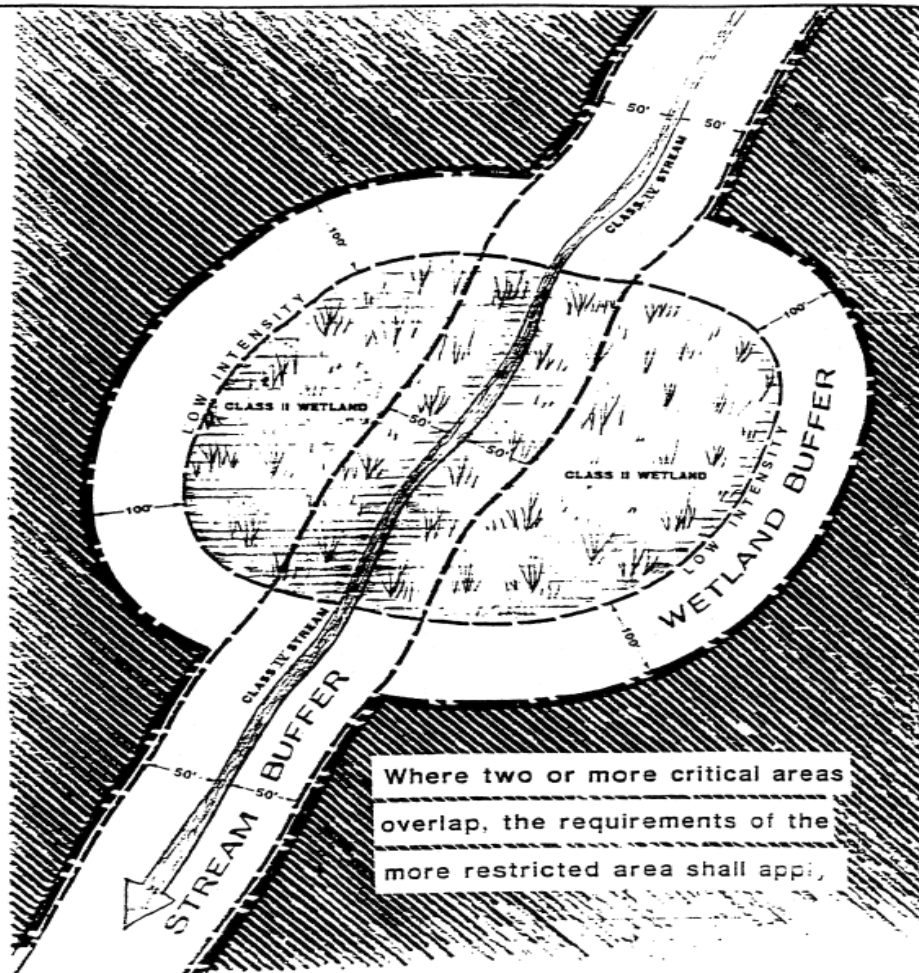 50'
50'
CLASS IV STREAM
100'
100'
LOW INTENSITY
CLASS II WETLAND
50'
50'
CLASS II WETLAND
100'
LOW INTENSITY
WETLAND BUFFER
100'
CLASS IV STREAM
STREAM BUFFER
50'
50'
Where two or more critical areas
overlap, the requirements of the
more restricted area shall apply